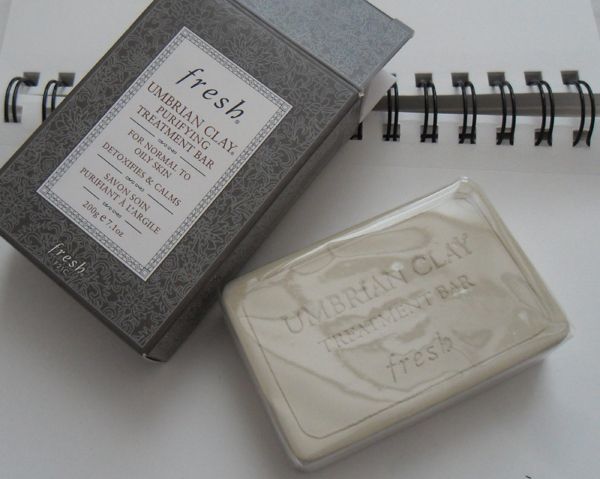 fresh
UMBRIAN CLAY®
PURIFYING
TREATMENT BAR
FOR NORMAL TO
OILY SKIN
DETOXIFIES & CALMS
SAVON SOIN
PURIFIANT À L'ARGILE
200g e 7.1oz
fresh
UMBRIAN CLAY
TREATMENT BAR
fresh